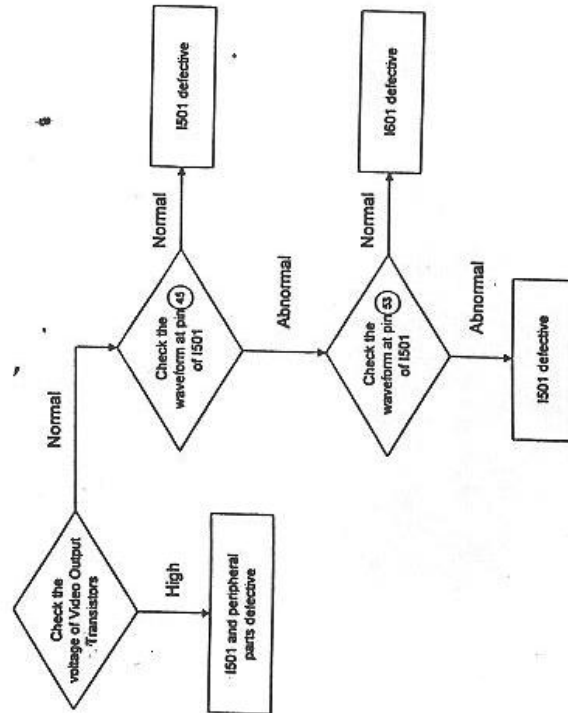 Check the
voltage of Video Output
Transistors
Normal
High
I501 and peripheral
parts defective
Check the
waveform at pin 45
of I501
Normal
I501 defective
Abnormal
Check the
waveform at pin 53
of I501
Normal
I601 defective
Abnormal
I501 defective